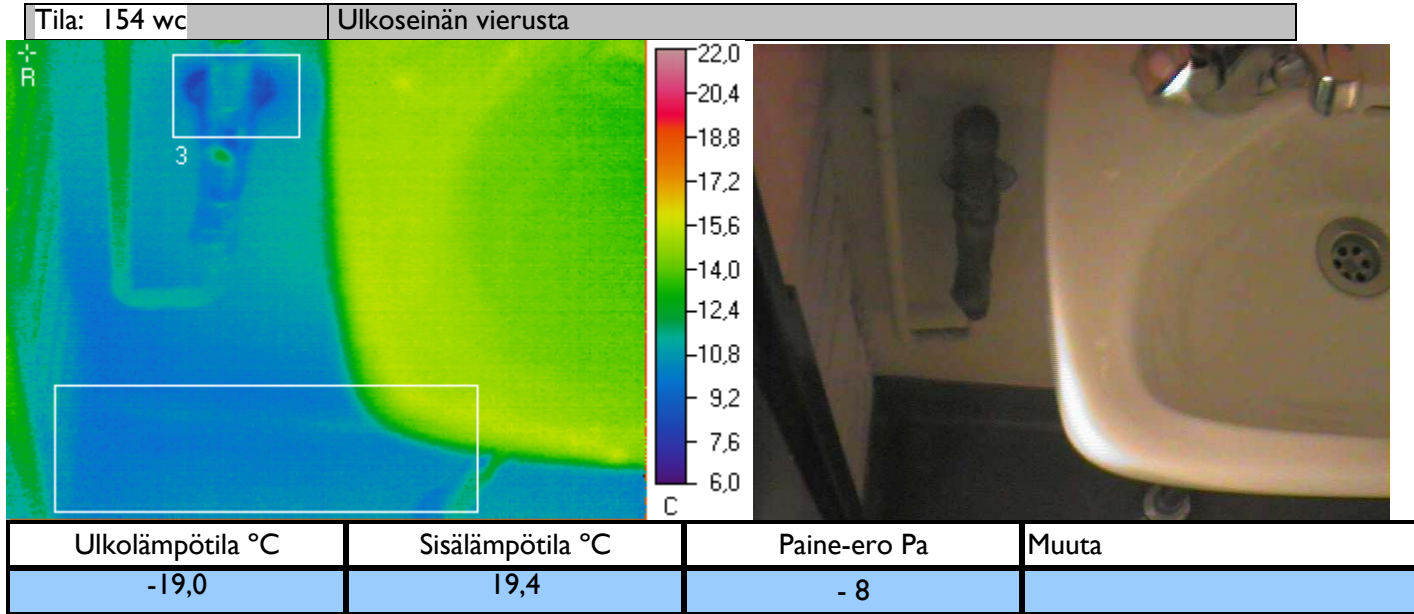 Tila: 154 wc Ulkoseinän vierusta
R
3
22,0
20,4
18,8
17,2
15,6
14,0
12,4
10,8
9,2
7,6
6,0
C
Ulkolämpötila °C Sisälämpötila °C Paine-ero Pa Muuta
-19,0 19,4 - 8